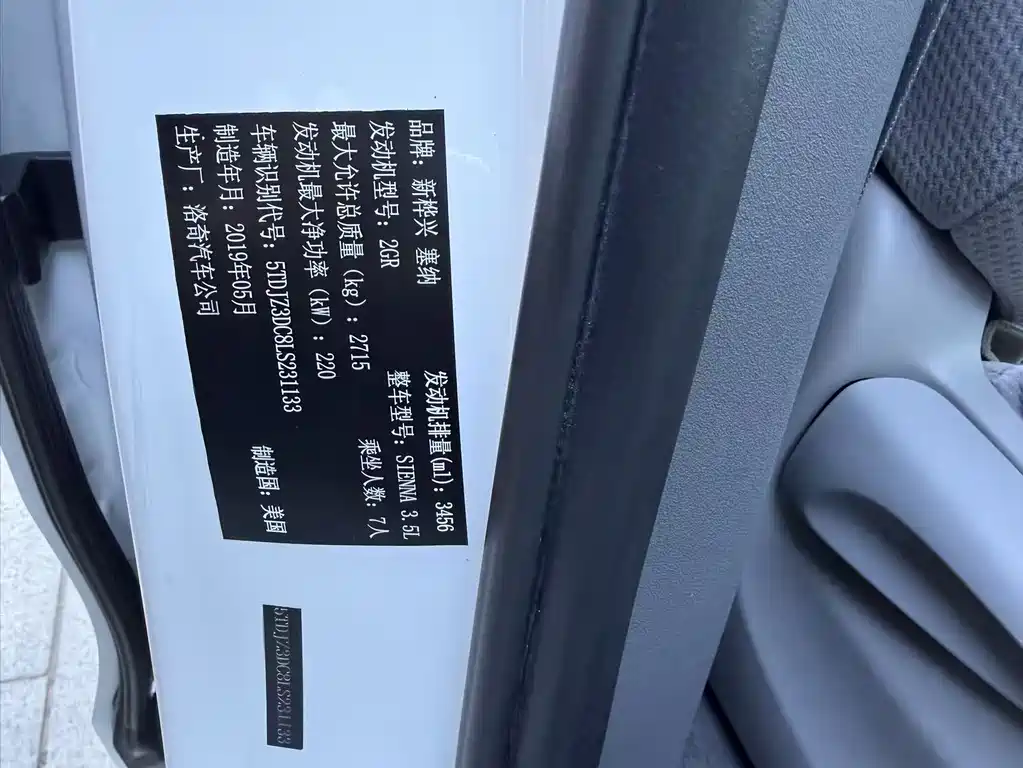 品牌：新桦兴 塞纳 发动机排量(ml)：3456
发动机型号：2GR 整车型号：SIENNA 3.5L
最大允许总质量（kg）：2715 乘坐人数：7人
发动机最大净功率（kW）：220
车辆识别代号：5TDJZ3DC8LS231133
制造年月：2019年05月 制造国：美国
生产厂：洛奇汽车公司
5TDJZ3DC8LS231133